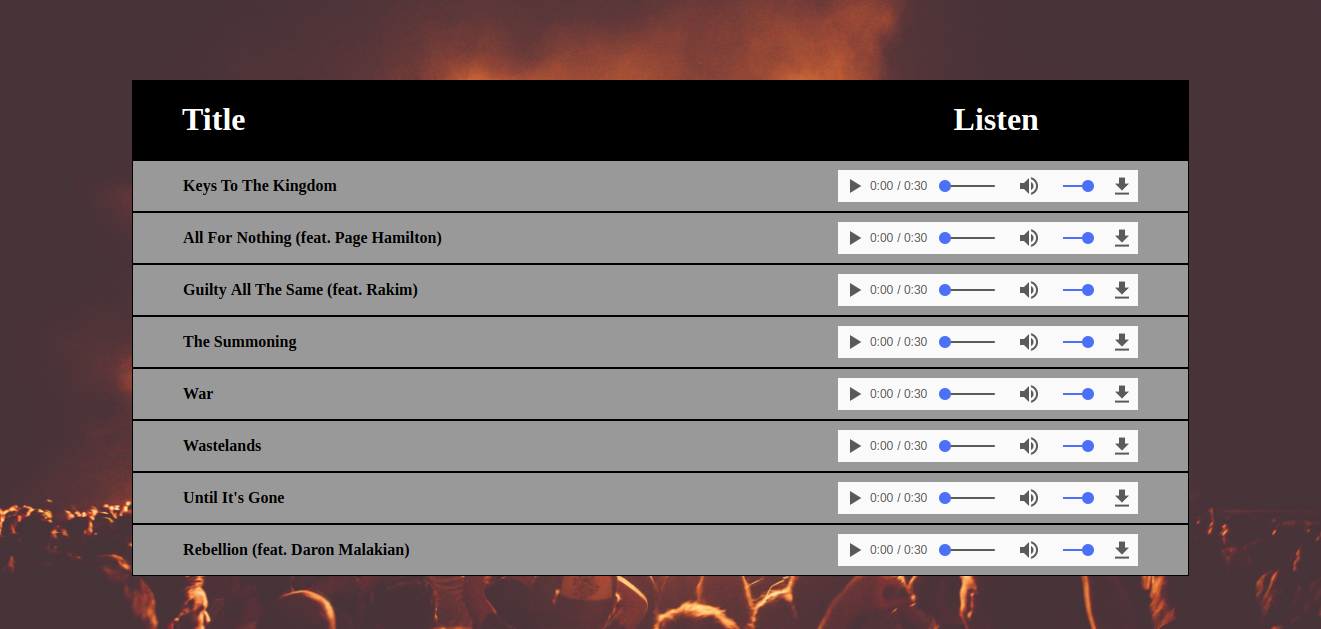 Title Listen
Keys To The Kingdom 0:00 / 0:30
All For Nothing (feat. Page Hamilton) 0:00 / 0:30
Guilty All The Same (feat. Rakim) 0:00 / 0:30
The Summoning 0:00 / 0:30
War 0:00 / 0:30
Wastelands 0:00 / 0:30
Until It's Gone 0:00 / 0:30
Rebellion (feat. Daron Malakian) 0:00 / 0:30